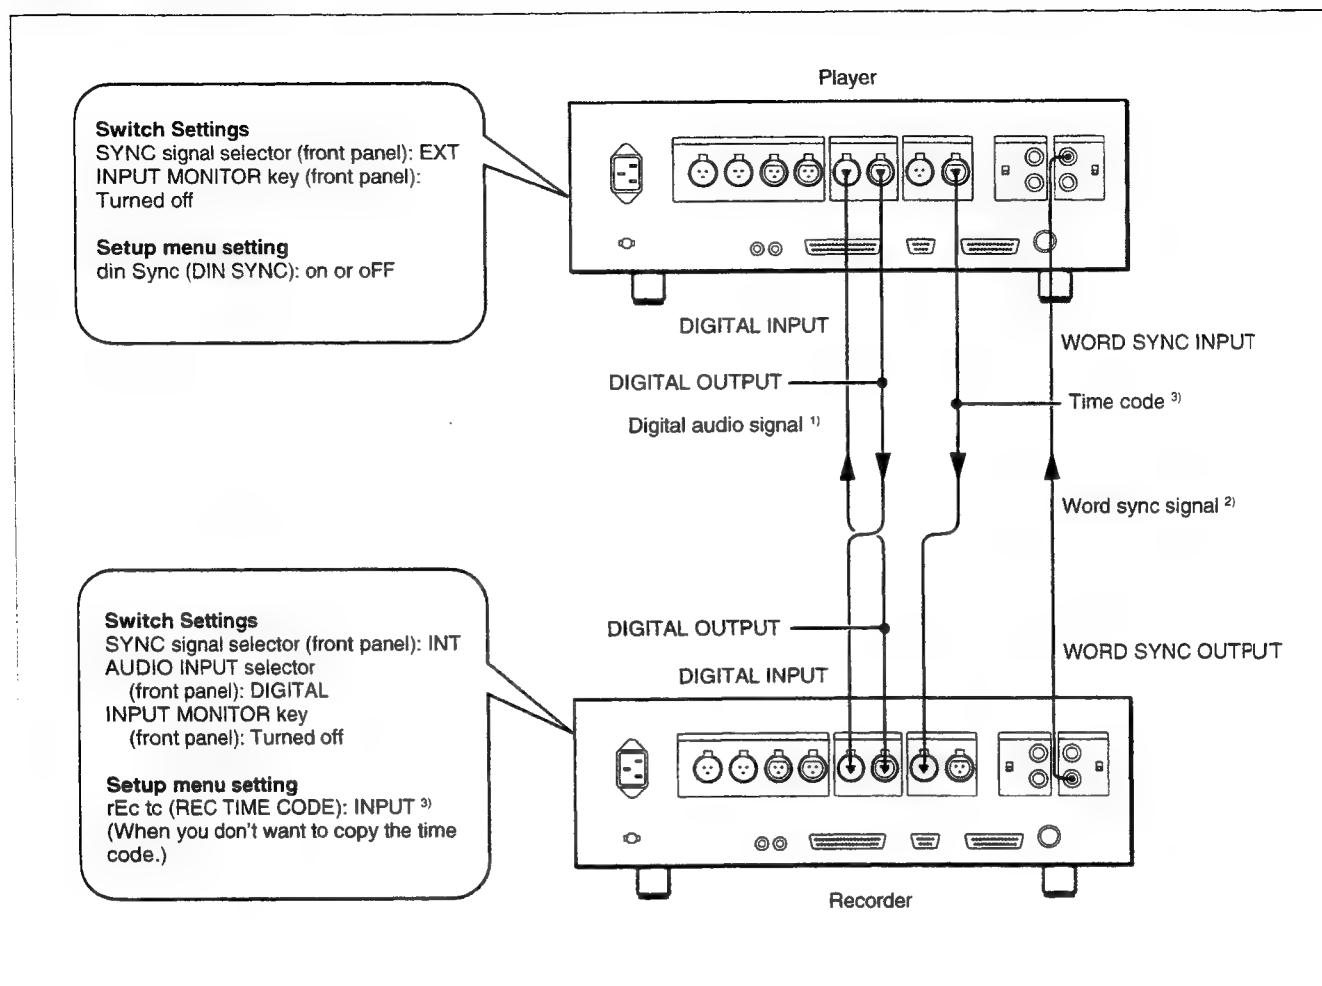 Player
Switch Settings
SYNC signal selector (front panel): EXT
INPUT MONITOR key (front panel):
Turned off
Setup menu setting
din Sync (DIN SYNC): on or oFF
DIGITAL INPUT
WORD SYNC INPUT
DIGITAL OUTPUT
Time code 3)
Digital audio signal 1)
Word sync signal 2)
Switch Settings
SYNC signal selector (front panel): INT
AUDIO INPUT selector
(front panel): DIGITAL
INPUT MONITOR key
(front panel): Turned off
Setup menu setting
rEc tc (REC TIME CODE): INPUT 3)
(When you don't want to copy the time
code.)
DIGITAL OUTPUT
WORD SYNC OUTPUT
DIGITAL INPUT
Recorder